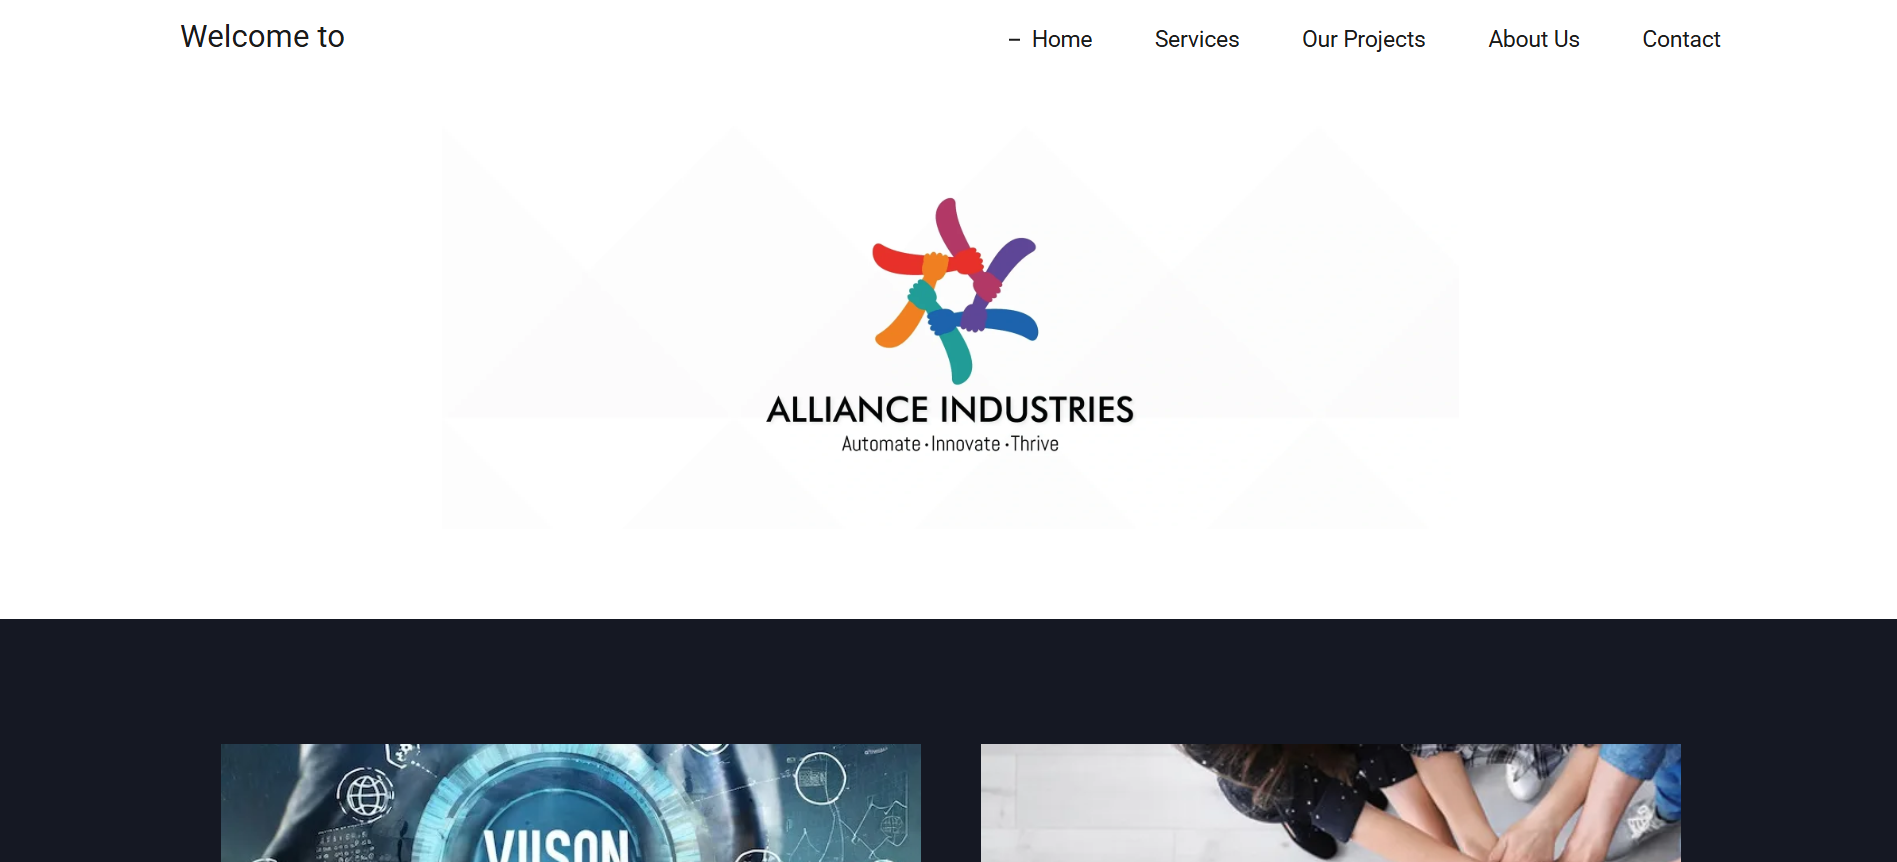 Welcome to
– Home Services Our Projects About Us Contact
ALLIANCE INDUSTRIES
Automate · Innovate · Thrive
VIISON